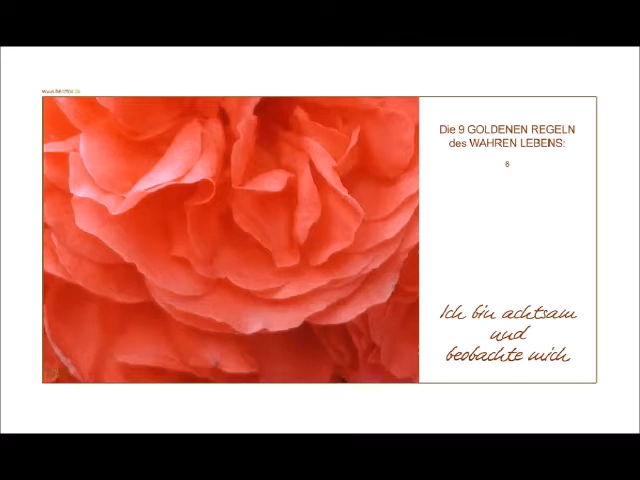 Die 9 GOLDENEN REGELN
des WAHREN LEBENS:
6
Ich bin achtsam
und
beobachte mich